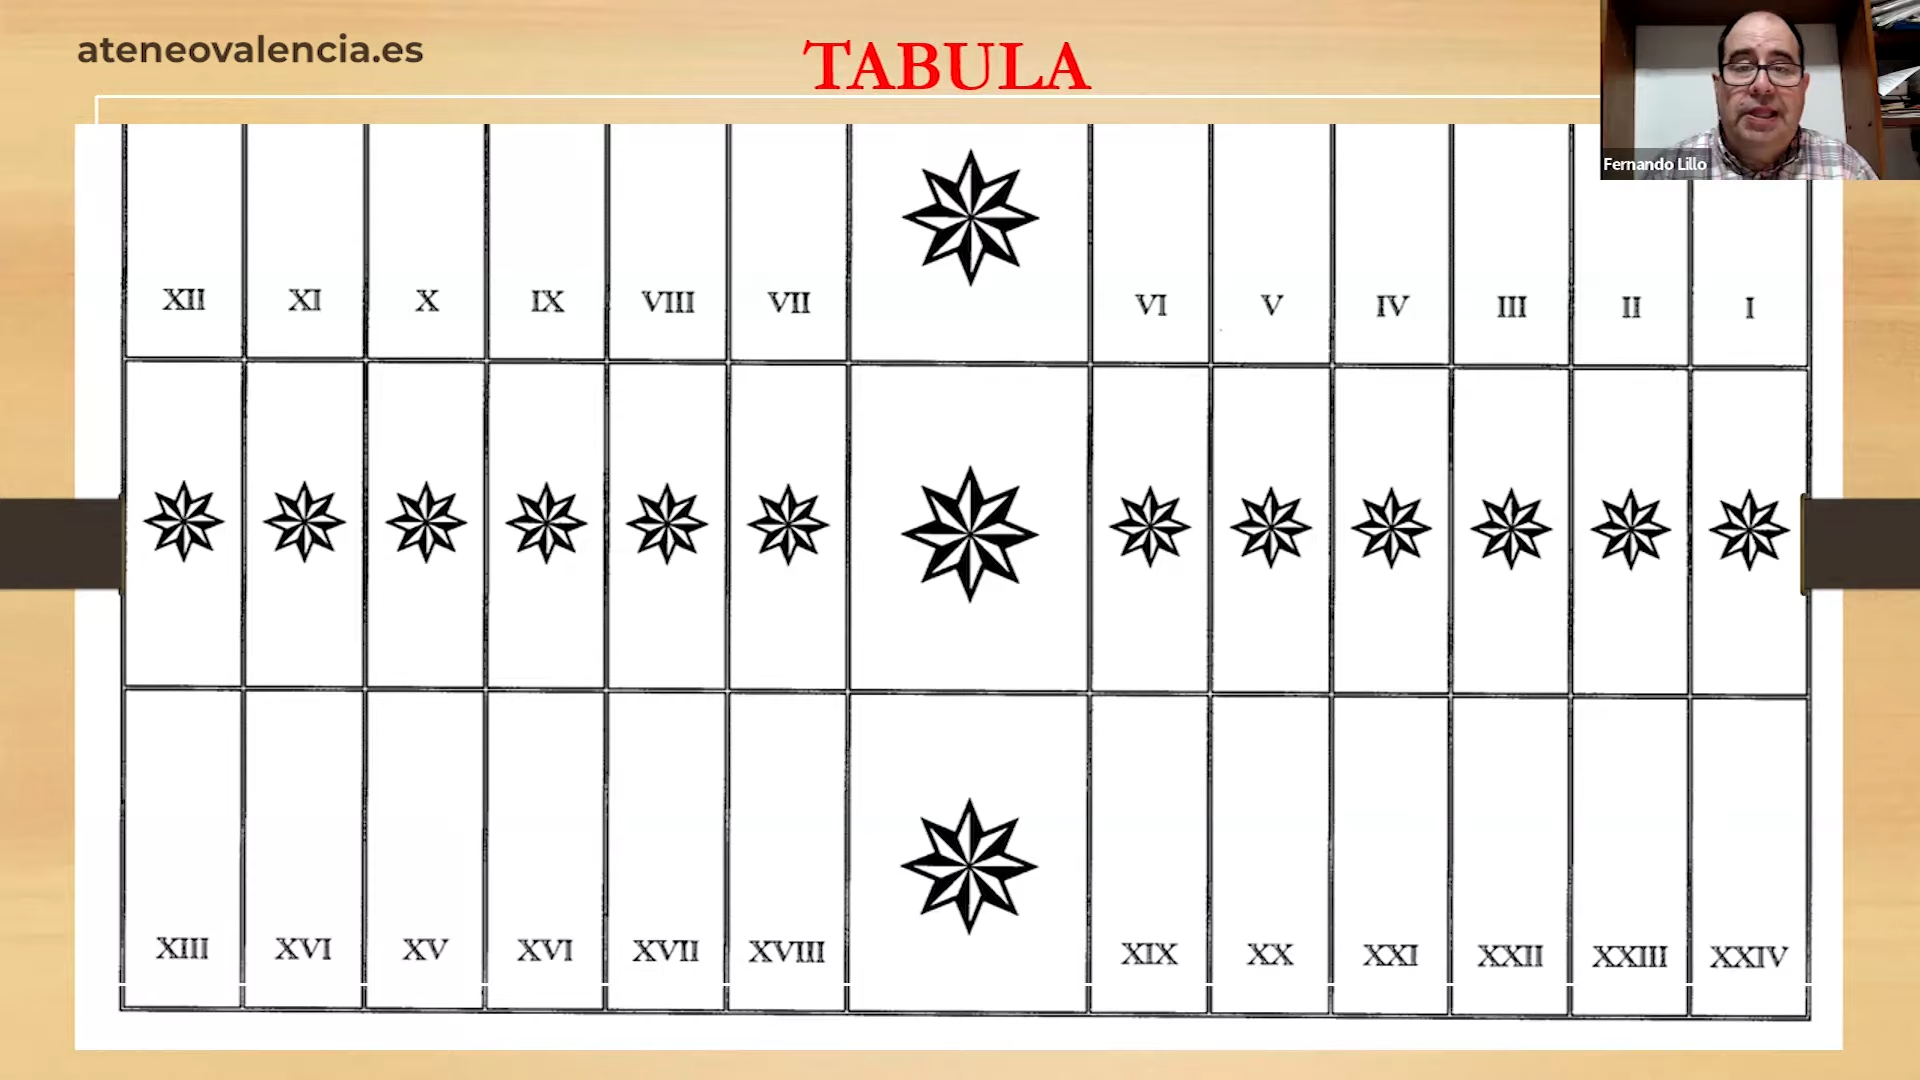 ateneovalencia.es
TABULA
Fernando Lillo
XII XI X IX VIII VII VI V IV III II I
XIII XVI XV XVI XVII XVIII XIX XX XXI XXII XXIII XXIV